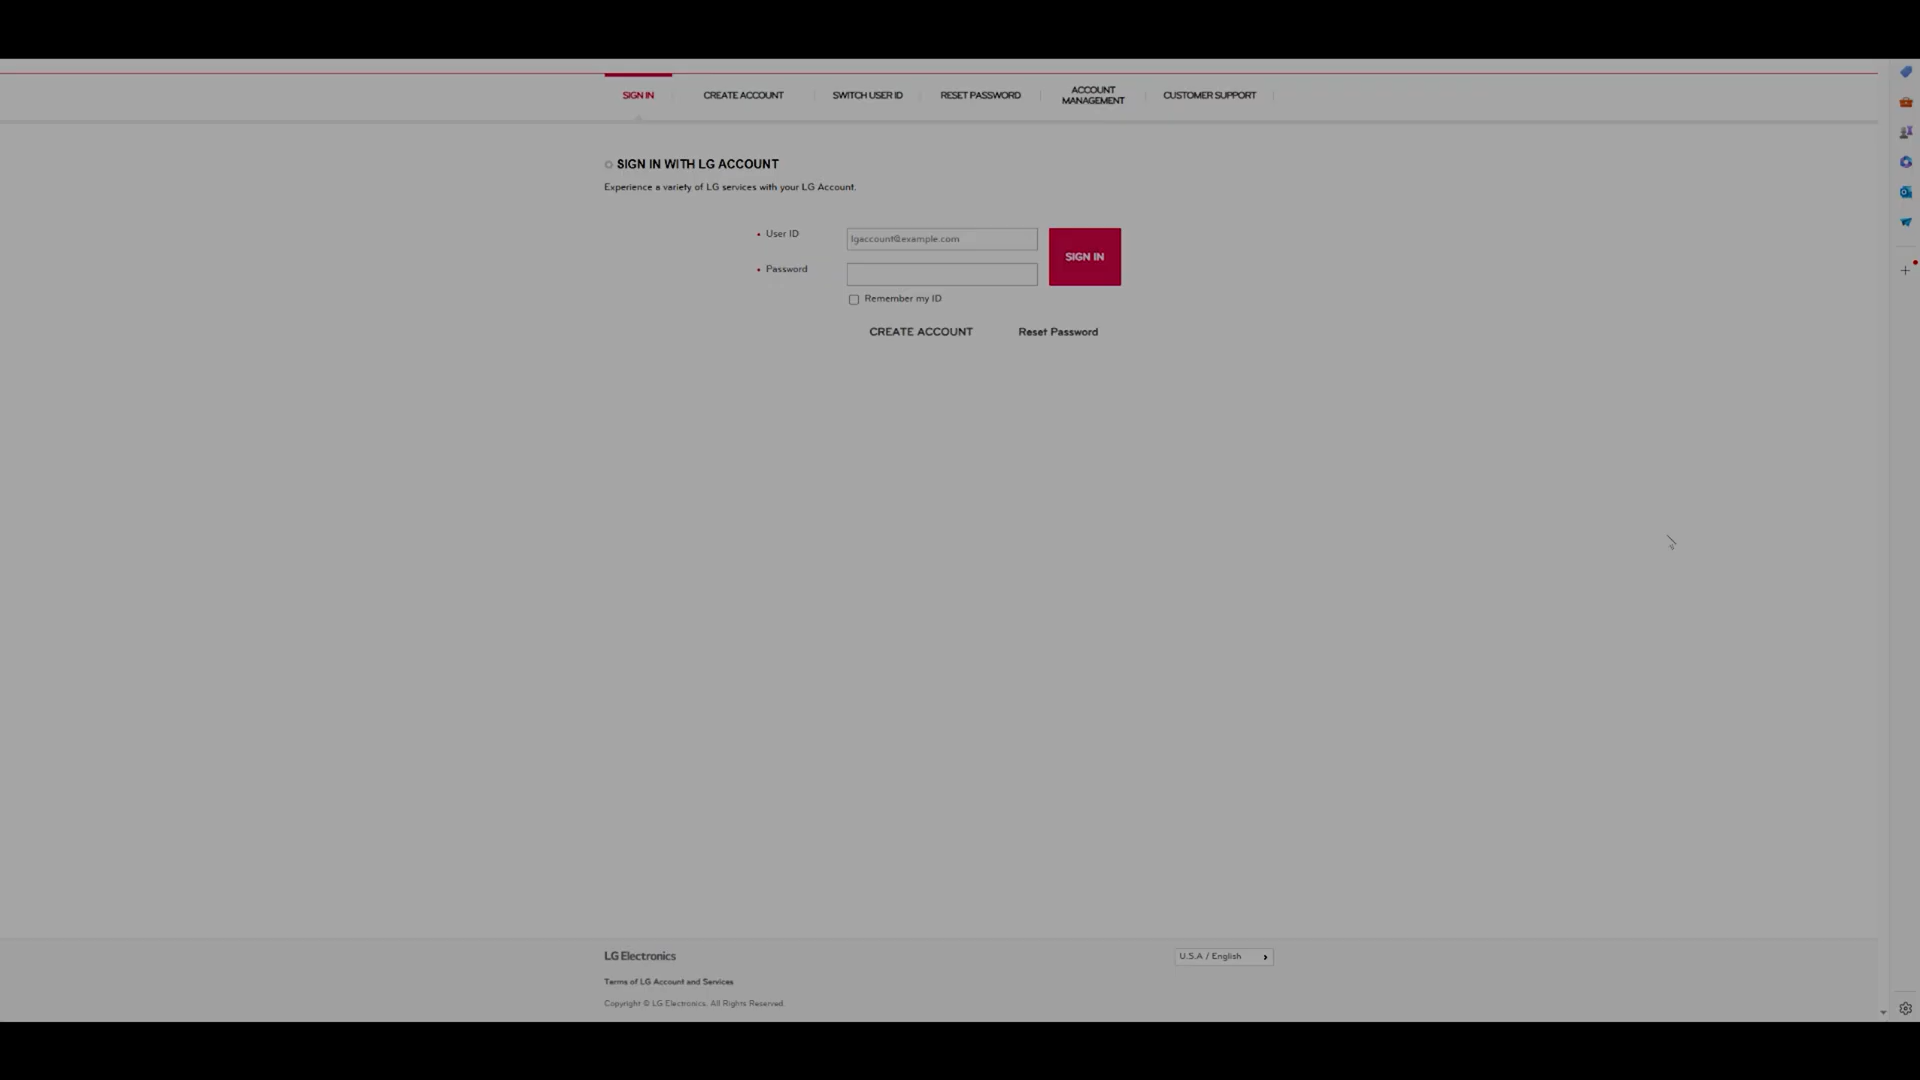 SIGN IN
CREATE ACCOUNT
SWITCH USER ID
RESET PASSWORD
ACCOUNT
MANAGEMENT
CUSTOMER SUPPORT
SIGN IN WITH LG ACCOUNT
Experience a variety of LG services with your LG Account.
User ID
lgaccount@example.com
Password
SIGN IN
Remember my ID
CREATE ACCOUNT
Reset Password
LG Electronics
U.S.A / English
Terms of LG Account and Services
Copyright © LG Electronics. All Rights Reserved.